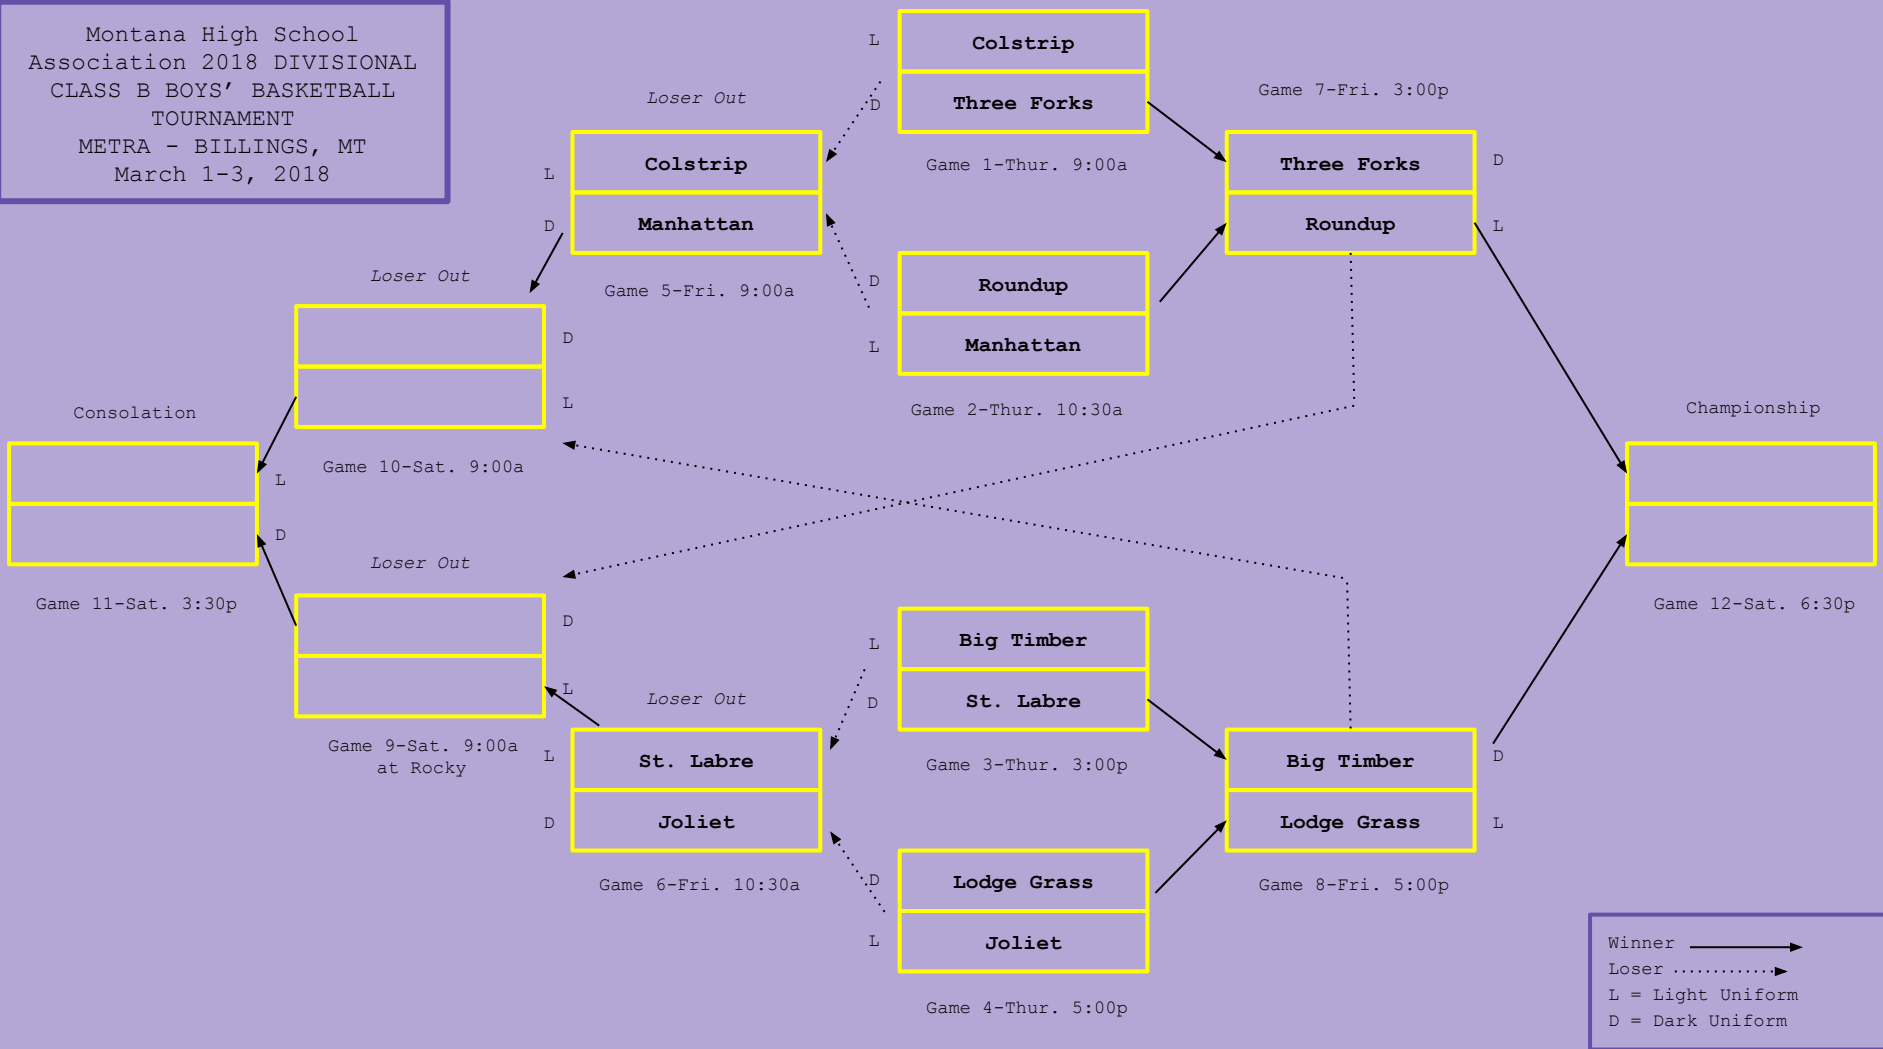 Montana High School
Association 2018 DIVISIONAL
CLASS B BOYS’ BASKETBALL
TOURNAMENT
METRA - BILLINGS, MT
March 1-3, 2018
L
Colstrip
D
Three Forks
Game 1-Thur. 9:00a
Game 7-Fri. 3:00p
Three Forks
D
Roundup
L
Loser Out
L
Colstrip
D
Manhattan
Game 5-Fri. 9:00a
D
Roundup
L
Manhattan
Game 2-Thur. 10:30a
Loser Out
D
L
Game 10-Sat. 9:00a
Consolation
L
D
Game 11-Sat. 3:30p
Championship
Game 12-Sat. 6:30p
Loser Out
D
L
Game 9-Sat. 9:00a
at Rocky
L
Big Timber
D
St. Labre
Game 3-Thur. 3:00p
Loser Out
L
St. Labre
D
Joliet
Game 6-Fri. 10:30a
Big Timber
D
Lodge Grass
L
Game 8-Fri. 5:00p
D
Lodge Grass
L
Joliet
Game 4-Thur. 5:00p
Winner
Loser
L = Light Uniform
D = Dark Uniform